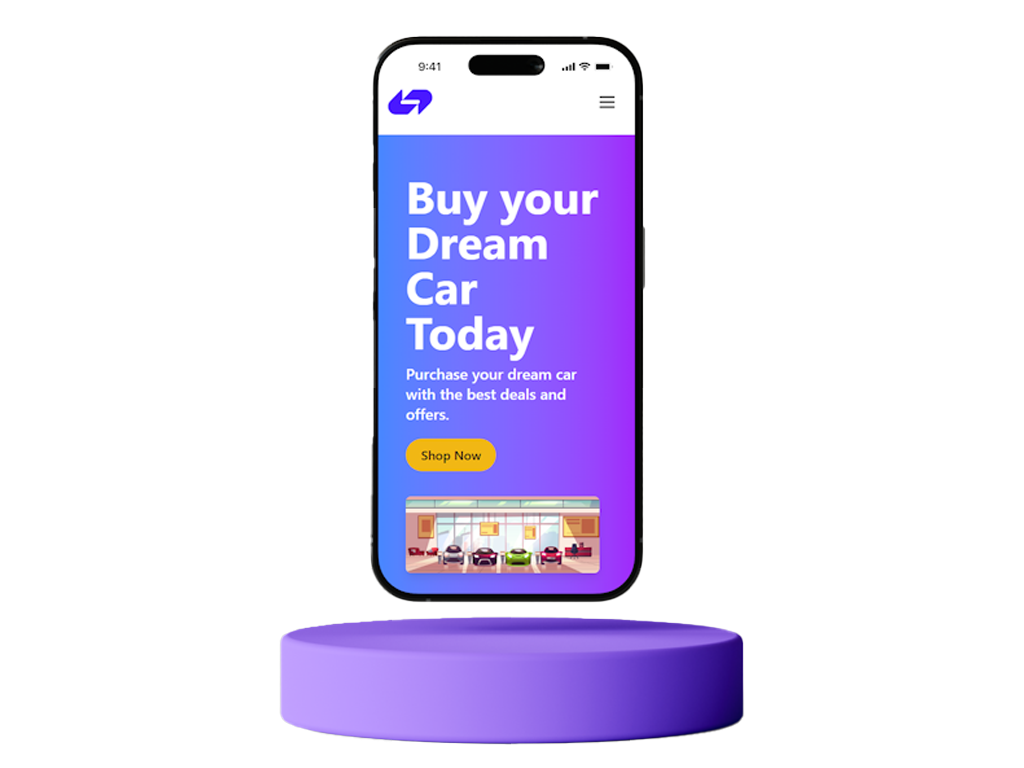 9:41
Buy your
Dream
Car
Today
Purchase your dream car
with the best deals and
offers.
Shop Now